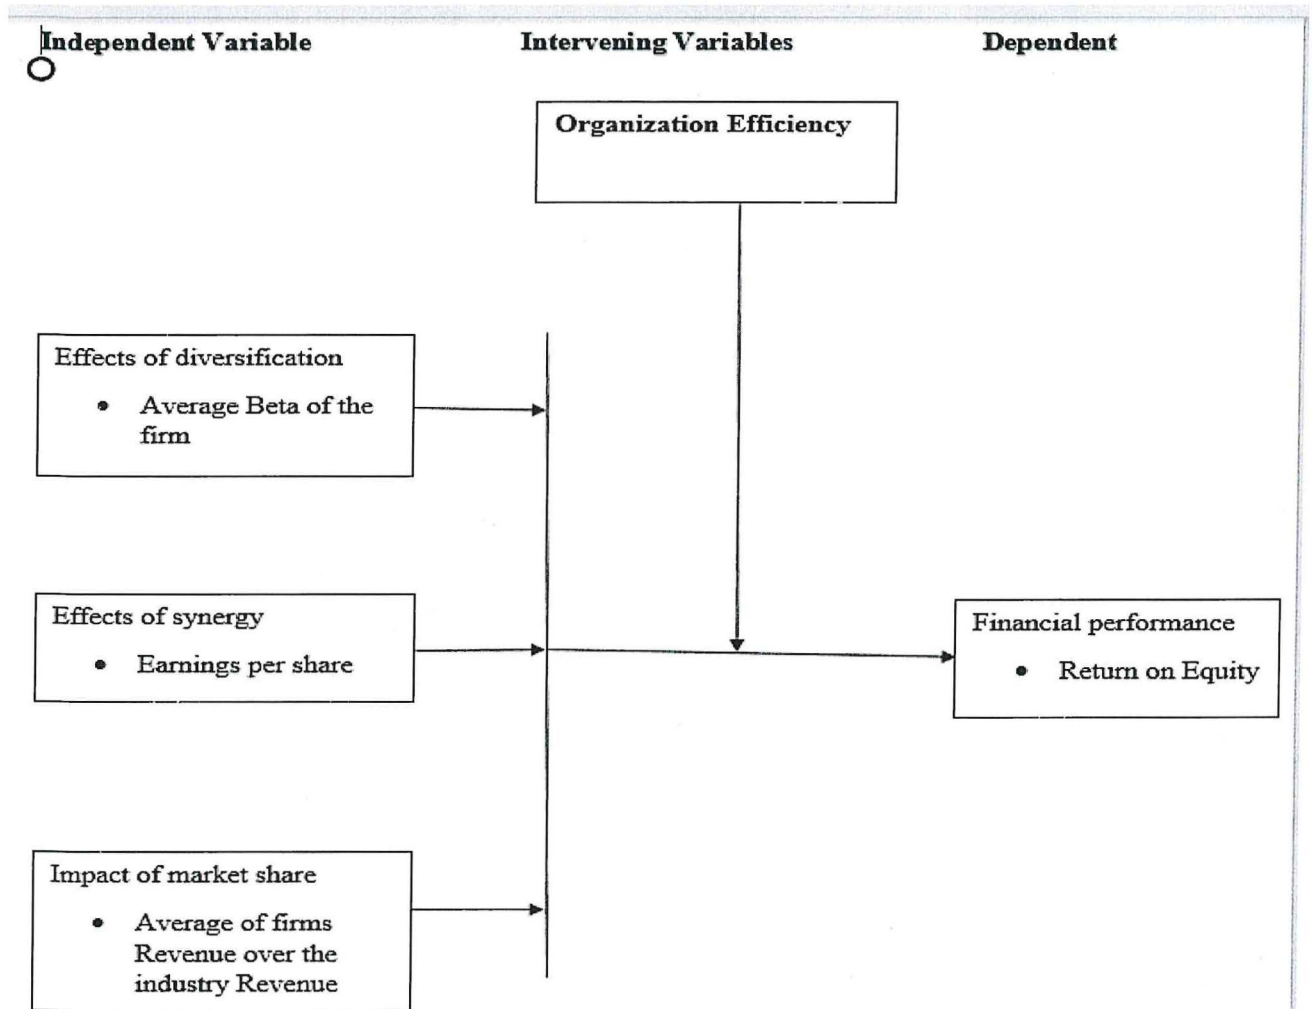 Independent Variable
Intervening Variables
Dependent
Organization Efficiency
Effects of diversification
• Average Beta of the
firm
Effects of synergy
• Earnings per share
Financial performance
• Return on Equity
Impact of market share
• Average of firms
Revenue over the
industry Revenue